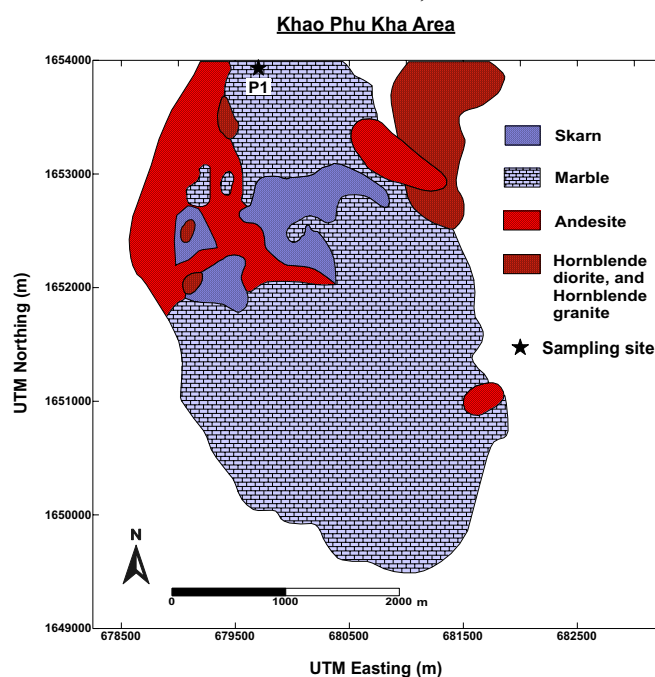 Khao Phu Kha Area
1654000
P1
1653000
1652000
1651000
1650000
1649000
UTM Northing (m)
Skarn
Marble
Andesite
Hornblende
diorite, and
Hornblende
granite
Sampling site
N
0 1000 2000 m
678500 679500 680500 681500 682500
UTM Easting (m)